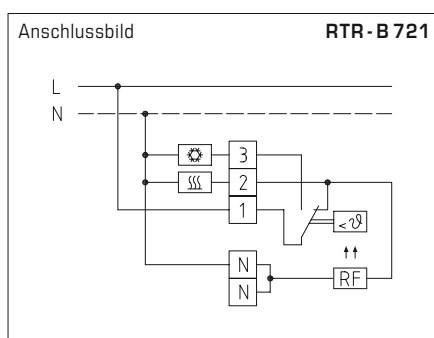 Anschlussbild RTR-B 721
L
N
3
2
1
<ϑ
N
N
RF